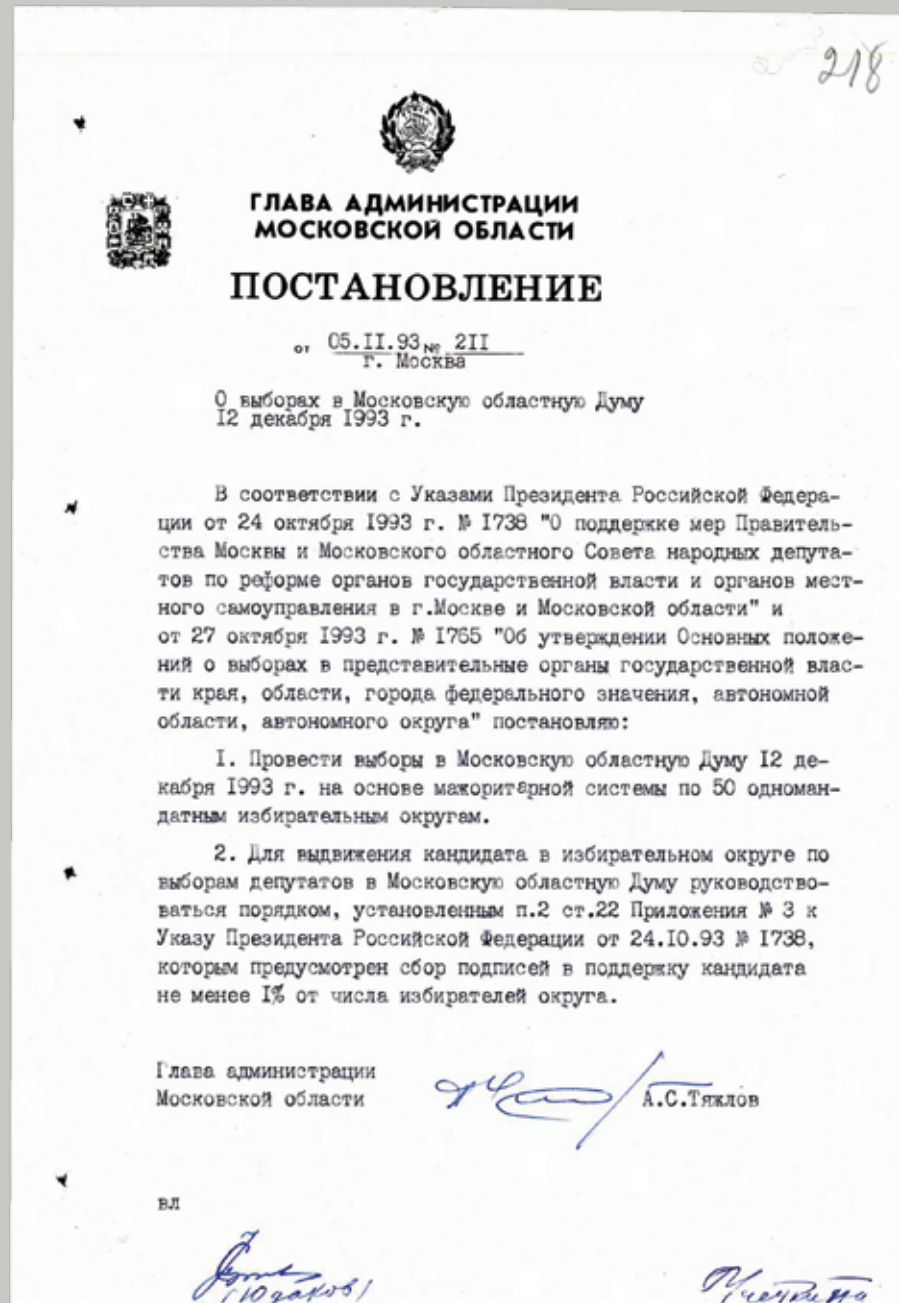 218
ГЛАВА АДМИНИСТРАЦИИ
МОСКОВСКОЙ ОБЛАСТИ
ПОСТАНОВЛЕНИЕ
от 05.II.93 № 2II
г. Москва
О выборах в Московскую областную Думу
I2 декабря I993 г.
В соответствии с Указами Президента Российской Федера-
ции от 24 октября I993 г. № I738 "О поддержке мер Правитель-
ства Москвы и Московского областного Совета народных депута-
тов по реформе органов государственной власти и органов мест-
ного самоуправления в г.Москве и Московской области" и
от 27 октября I993 г. № I765 "Об утверждении Основных положе-
ний о выборах в представительные органы государственной влас-
ти края, области, города федерального значения, автономной
области, автономного округа" постановляю:
I. Провести выборы в Московскую областную Думу I2 де-
кабря I993 г. на основе мажоритарной системы по 50 одноман-
датным избирательным округам.
2. Для выдвижения кандидата в избирательном округе по
выборам депутатов в Московскую областную Думу руководство-
ваться порядком, установленным п.2 ст.22 Приложения № 3 к
Указу Президента Российской Федерации от 24.IO.93 № I738,
которым предусмотрен сбор подписей в поддержку кандидата
не менее I% от числа избирателей округа.
Глава администрации
Московской области А.С.Тяжлов
вл
(Юдаков)